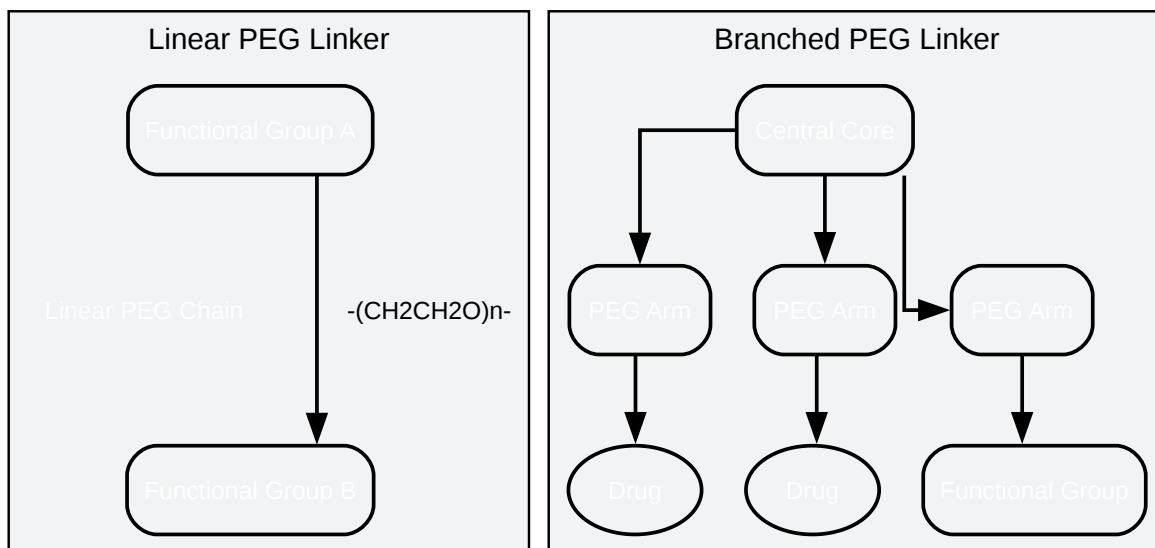 Linear PEG Linker
Functional Group A
Linear PEG Chain
-(CH2CH2O)n-
Functional Group B
Branched PEG Linker
Central Core
PEG Arm
PEG Arm
PEG Arm
Drug
Drug
Functional Group